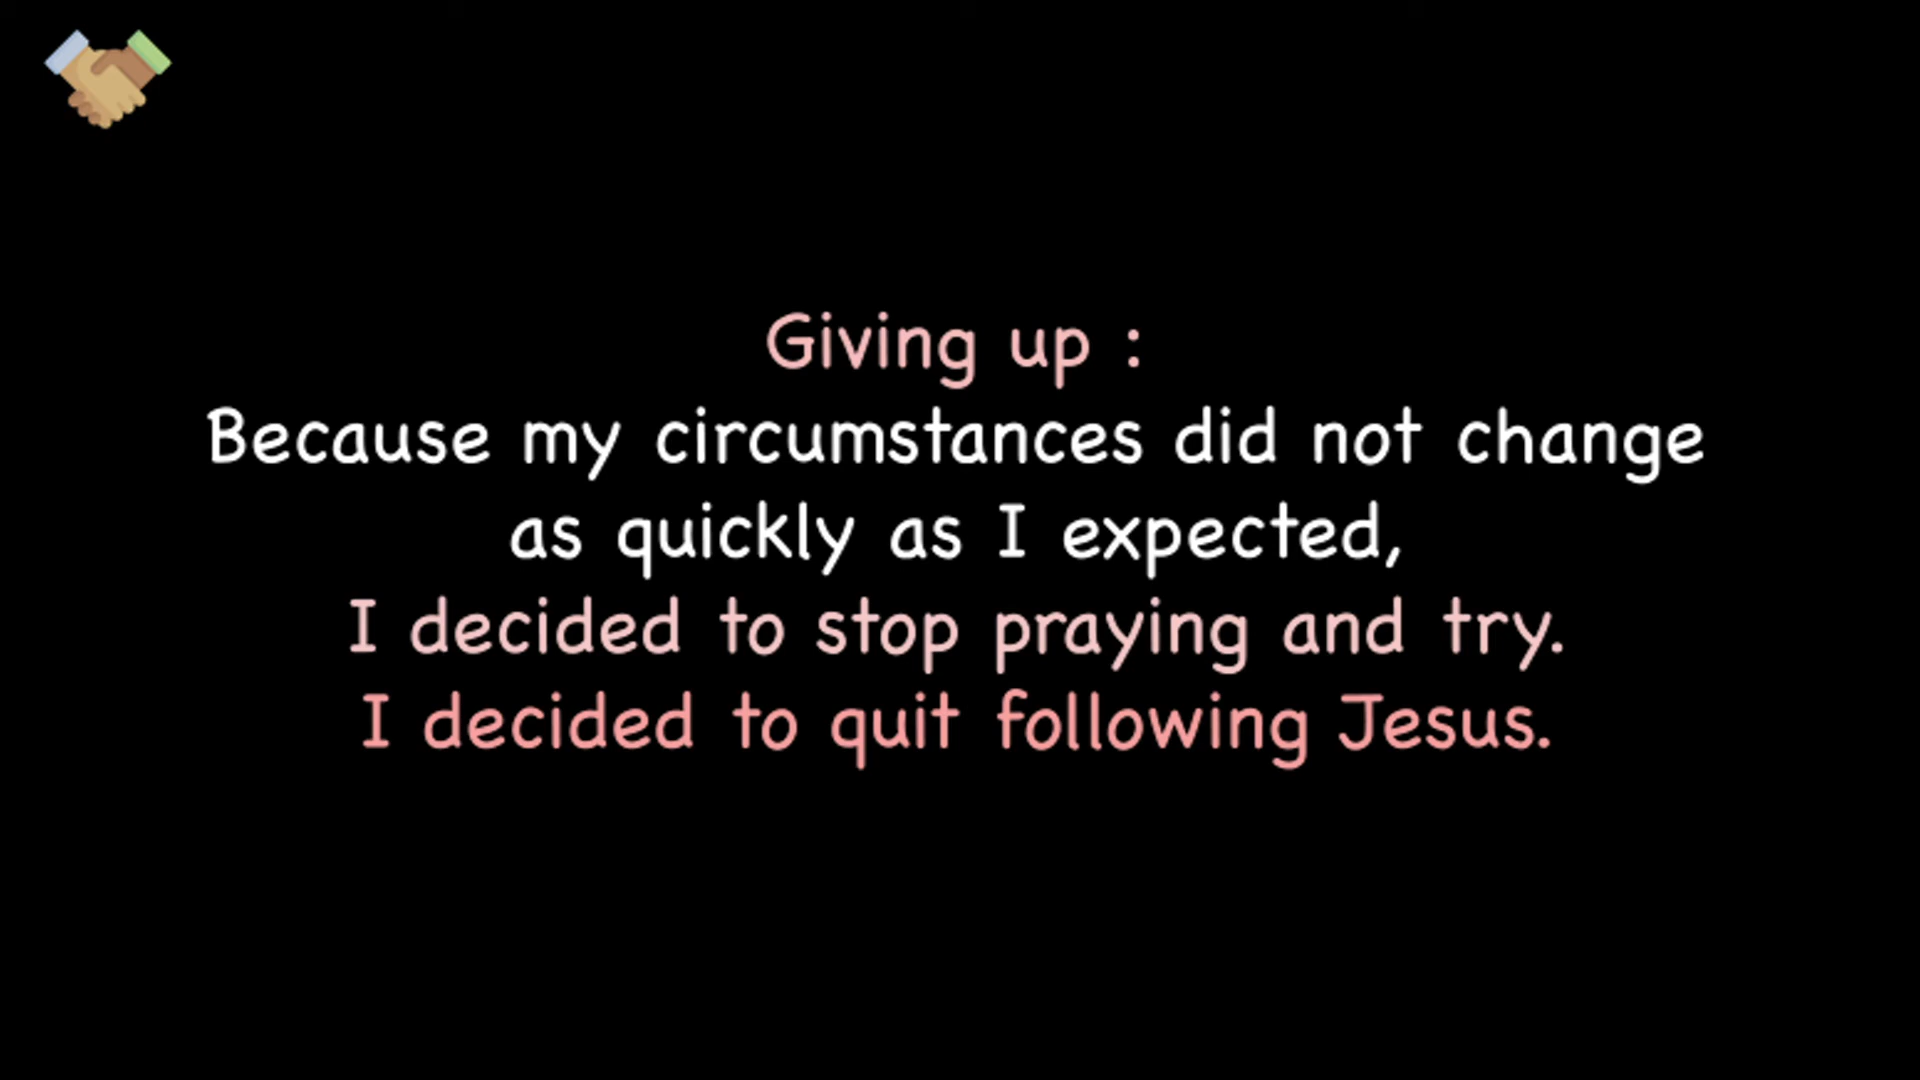 Giving up :
Because my circumstances did not change
as quickly as I expected,
I decided to stop praying and try.
I decided to quit following Jesus.